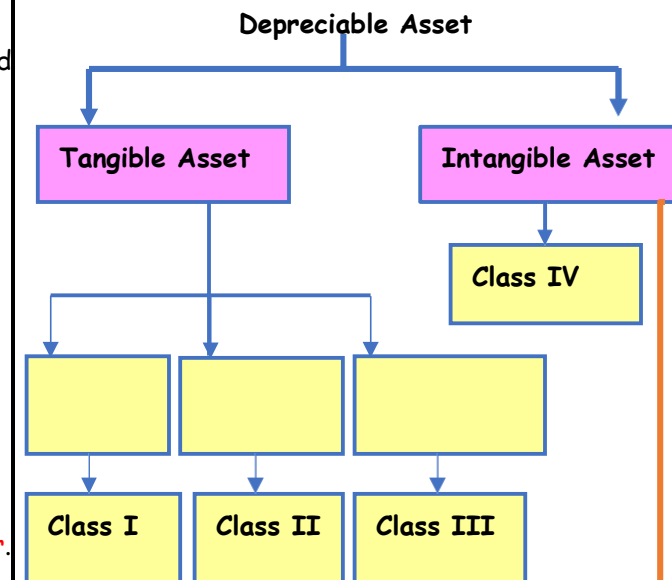 Depreciable Asset
d
Tangible Asset
Intangible Asset
Class IV
Class I
Class II
Class III
.